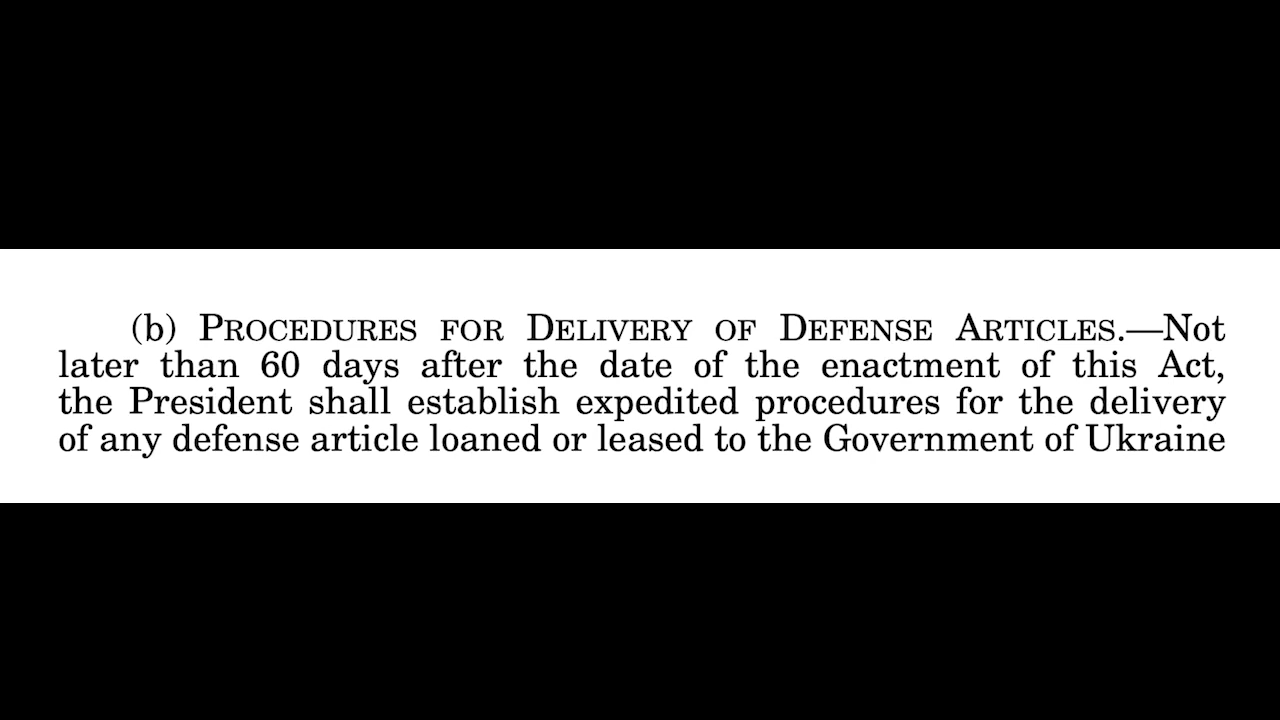 (b) PROCEDURES FOR DELIVERY OF DEFENSE ARTICLES.—Not
later than 60 days after the date of the enactment of this Act,
the President shall establish expedited procedures for the delivery
of any defense article loaned or leased to the Government of Ukraine